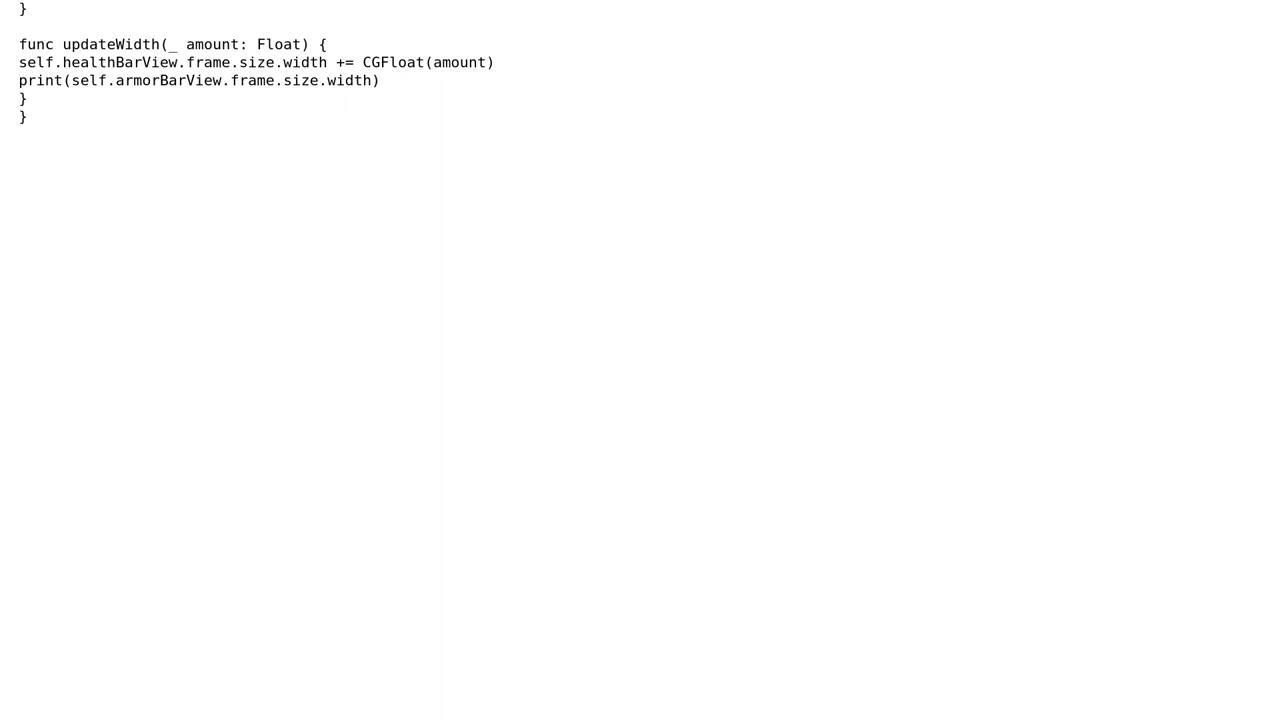 }
func updateWidth(_ amount: Float) {
self.healthBarView.frame.size.width += CGFloat(amount)
print(self.armorBarView.frame.size.width)
}
}